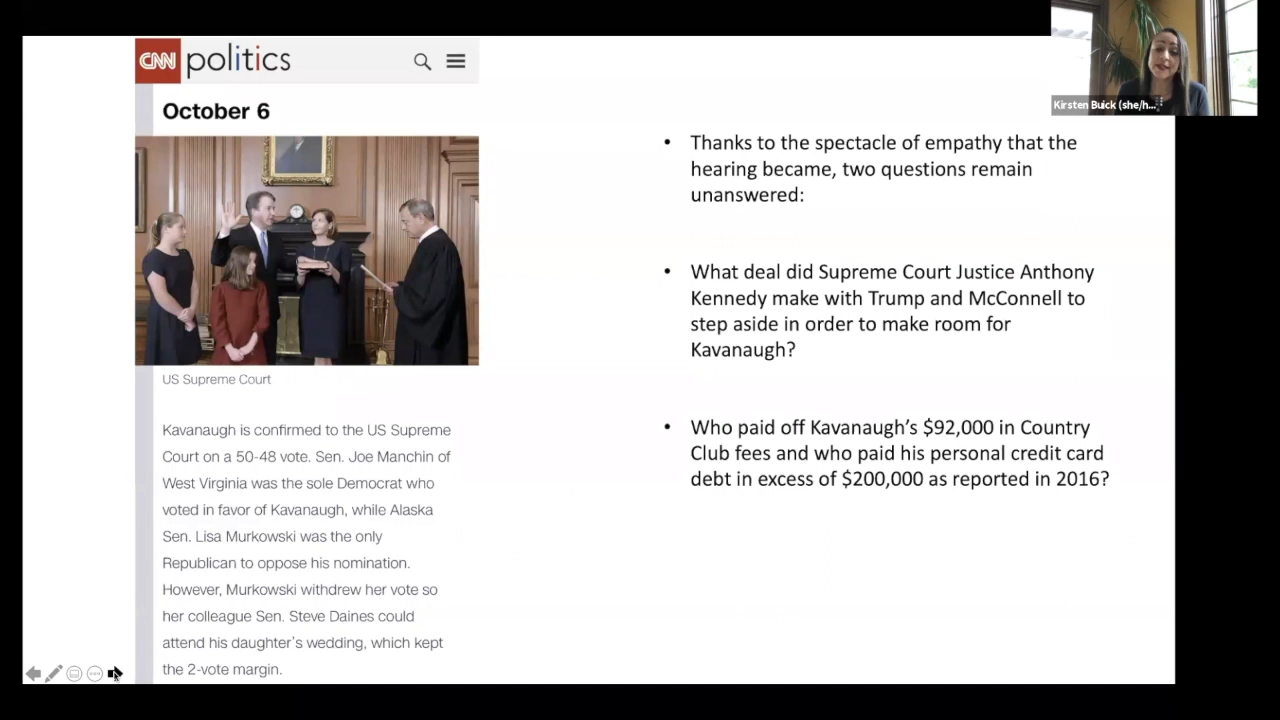 CNN politics
October 6
US Supreme Court
Kavanaugh is confirmed to the US Supreme
Court on a 50-48 vote. Sen. Joe Manchin of
West Virginia was the sole Democrat who
voted in favor of Kavanaugh, while Alaska
Sen. Lisa Murkowski was the only
Republican to oppose his nomination.
However, Murkowski withdrew her vote so
her colleague Sen. Steve Daines could
attend his daughter's wedding, which kept
the 2-vote margin.
• Thanks to the spectacle of empathy that the
hearing became, two questions remain
unanswered:
• What deal did Supreme Court Justice Anthony
Kennedy make with Trump and McConnell to
step aside in order to make room for
Kavanaugh?
• Who paid off Kavanaugh's $92,000 in Country
Club fees and who paid his personal credit card
debt in excess of $200,000 as reported in 2016?
Kirsten Buick (she/h...